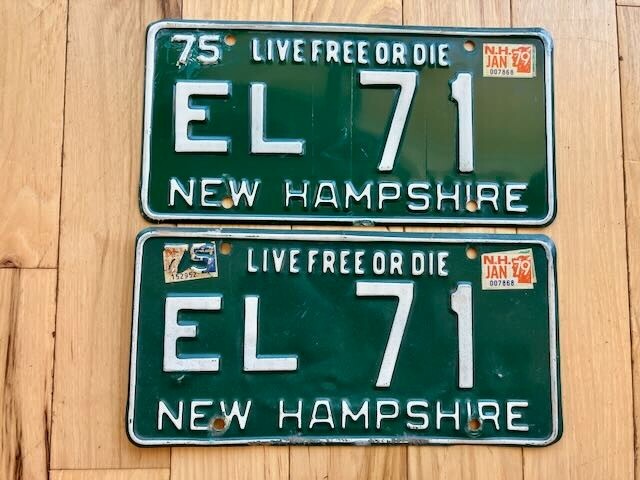 75 LIVE FREE OR DIE N.H. 79
JAN
007868
EL 71
NEW HAMPSHIRE
75 LIVE FREE OR DIE N.H. 79
152952 JAN
007868
EL 71
NEW HAMPSHIRE